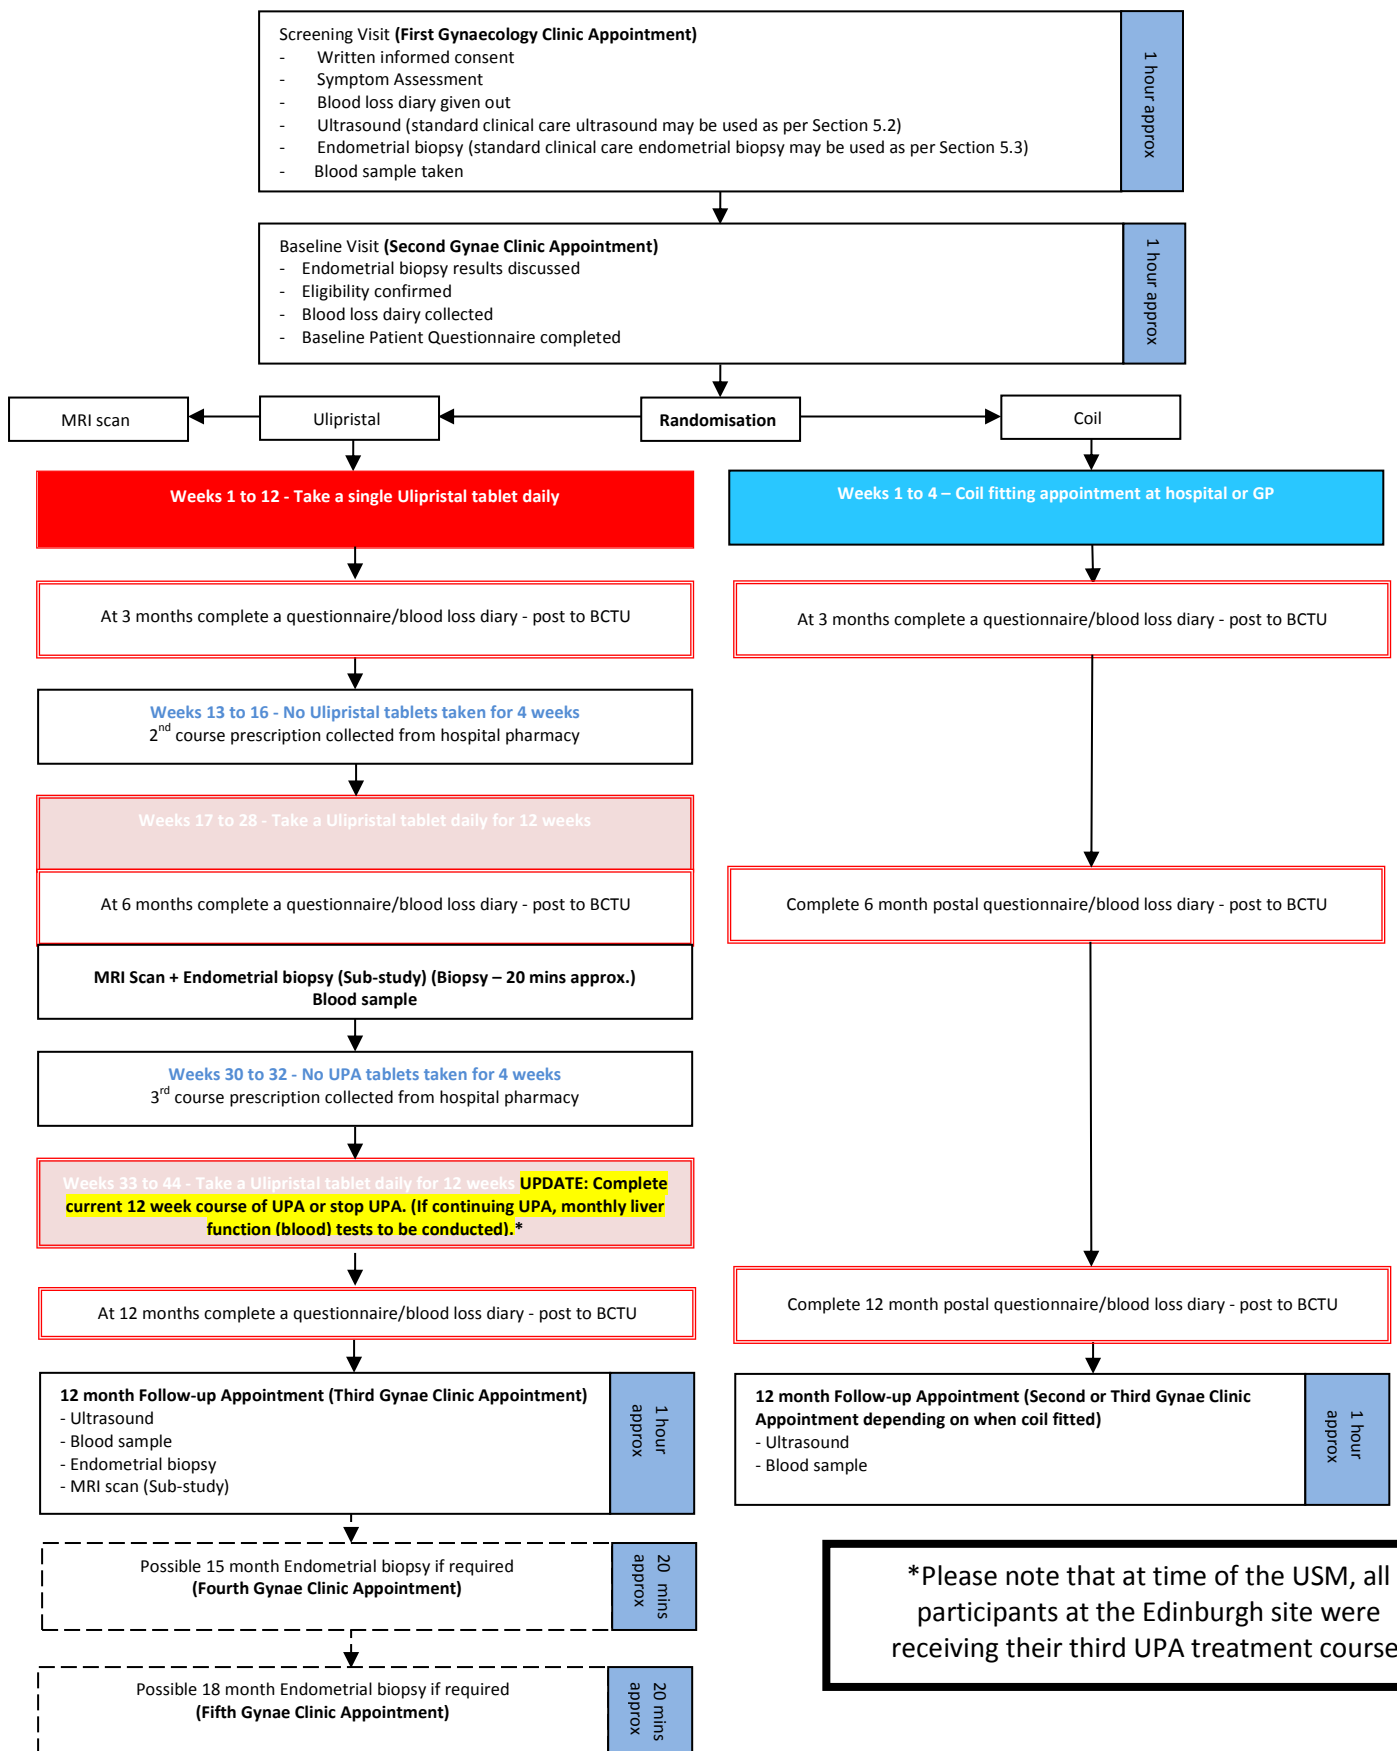 Screening Visit (First Gynaecology Clinic Appointment)
- Written informed consent
- Symptom Assessment
- Blood loss diary given out
- Ultrasound (standard clinical care ultrasound may be used as per Section 5.2)
- Endometrial biopsy (standard clinical care endometrial biopsy may be used as per Section 5.3)
- Blood sample taken
1 hour approx
Baseline Visit (Second Gynae Clinic Appointment)
- Endometrial biopsy results discussed
- Eligibility confirmed
- Blood loss dairy collected
- Baseline Patient Questionnaire completed
1 hour approx
MRI scan
Ulipristal
Randomisation
Coil
Weeks 1 to 12 - Take a single Ulipristal tablet daily
Weeks 1 to 4 – Coil fitting appointment at hospital or GP
At 3 months complete a questionnaire/blood loss diary - post to BCTU
At 3 months complete a questionnaire/blood loss diary - post to BCTU
Weeks 13 to 16 - No Ulipristal tablets taken for 4 weeks
2nd course prescription collected from hospital pharmacy
Weeks 17 to 28 - Take a Ulipristal tablet daily for 12 weeks
At 6 months complete a questionnaire/blood loss diary - post to BCTU
Complete 6 month postal questionnaire/blood loss diary - post to BCTU
MRI Scan + Endometrial biopsy (Sub-study) (Biopsy – 20 mins approx.)
Blood sample
Weeks 30 to 32 - No UPA tablets taken for 4 weeks
3rd course prescription collected from hospital pharmacy
Weeks 33 to 44 - Take a Ulipristal tablet daily for 12 weeks UPDATE: Complete
current 12 week course of UPA or stop UPA. (If continuing UPA, monthly liver
function (blood) tests to be conducted).*
At 12 months complete a questionnaire/blood loss diary - post to BCTU
Complete 12 month postal questionnaire/blood loss diary - post to BCTU
12 month Follow-up Appointment (Third Gynae Clinic Appointment)
- Ultrasound
- Blood sample
- Endometrial biopsy
- MRI scan (Sub-study)
1 hour
approx
12 month Follow-up Appointment (Second or Third Gynae Clinic
Appointment depending on when coil fitted)
- Ultrasound
- Blood sample
1 hour
approx
Possible 15 month Endometrial biopsy if required
(Fourth Gynae Clinic Appointment)
20 mins
approx
*Please note that at time of the USM, all
participants at the Edinburgh site were
receiving their third UPA treatment course
Possible 18 month Endometrial biopsy if required
(Fifth Gynae Clinic Appointment)
20 mins
approx